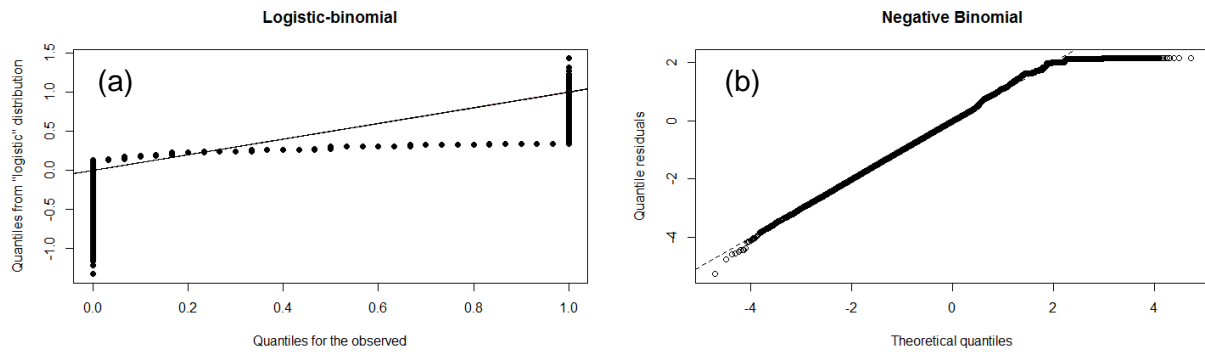 Logistic-binomial
(a)
Quantiles from "logistic" distribution
1.5
1.0
0.5
0.0
-0.5
-1.0
0.0 0.2 0.4 0.6 0.8 1.0
Quantiles for the observed
Negative Binomial
(b)
Quantile residuals
2
0
-2
-4
-4 -2 0 2 4
Theoretical quantiles